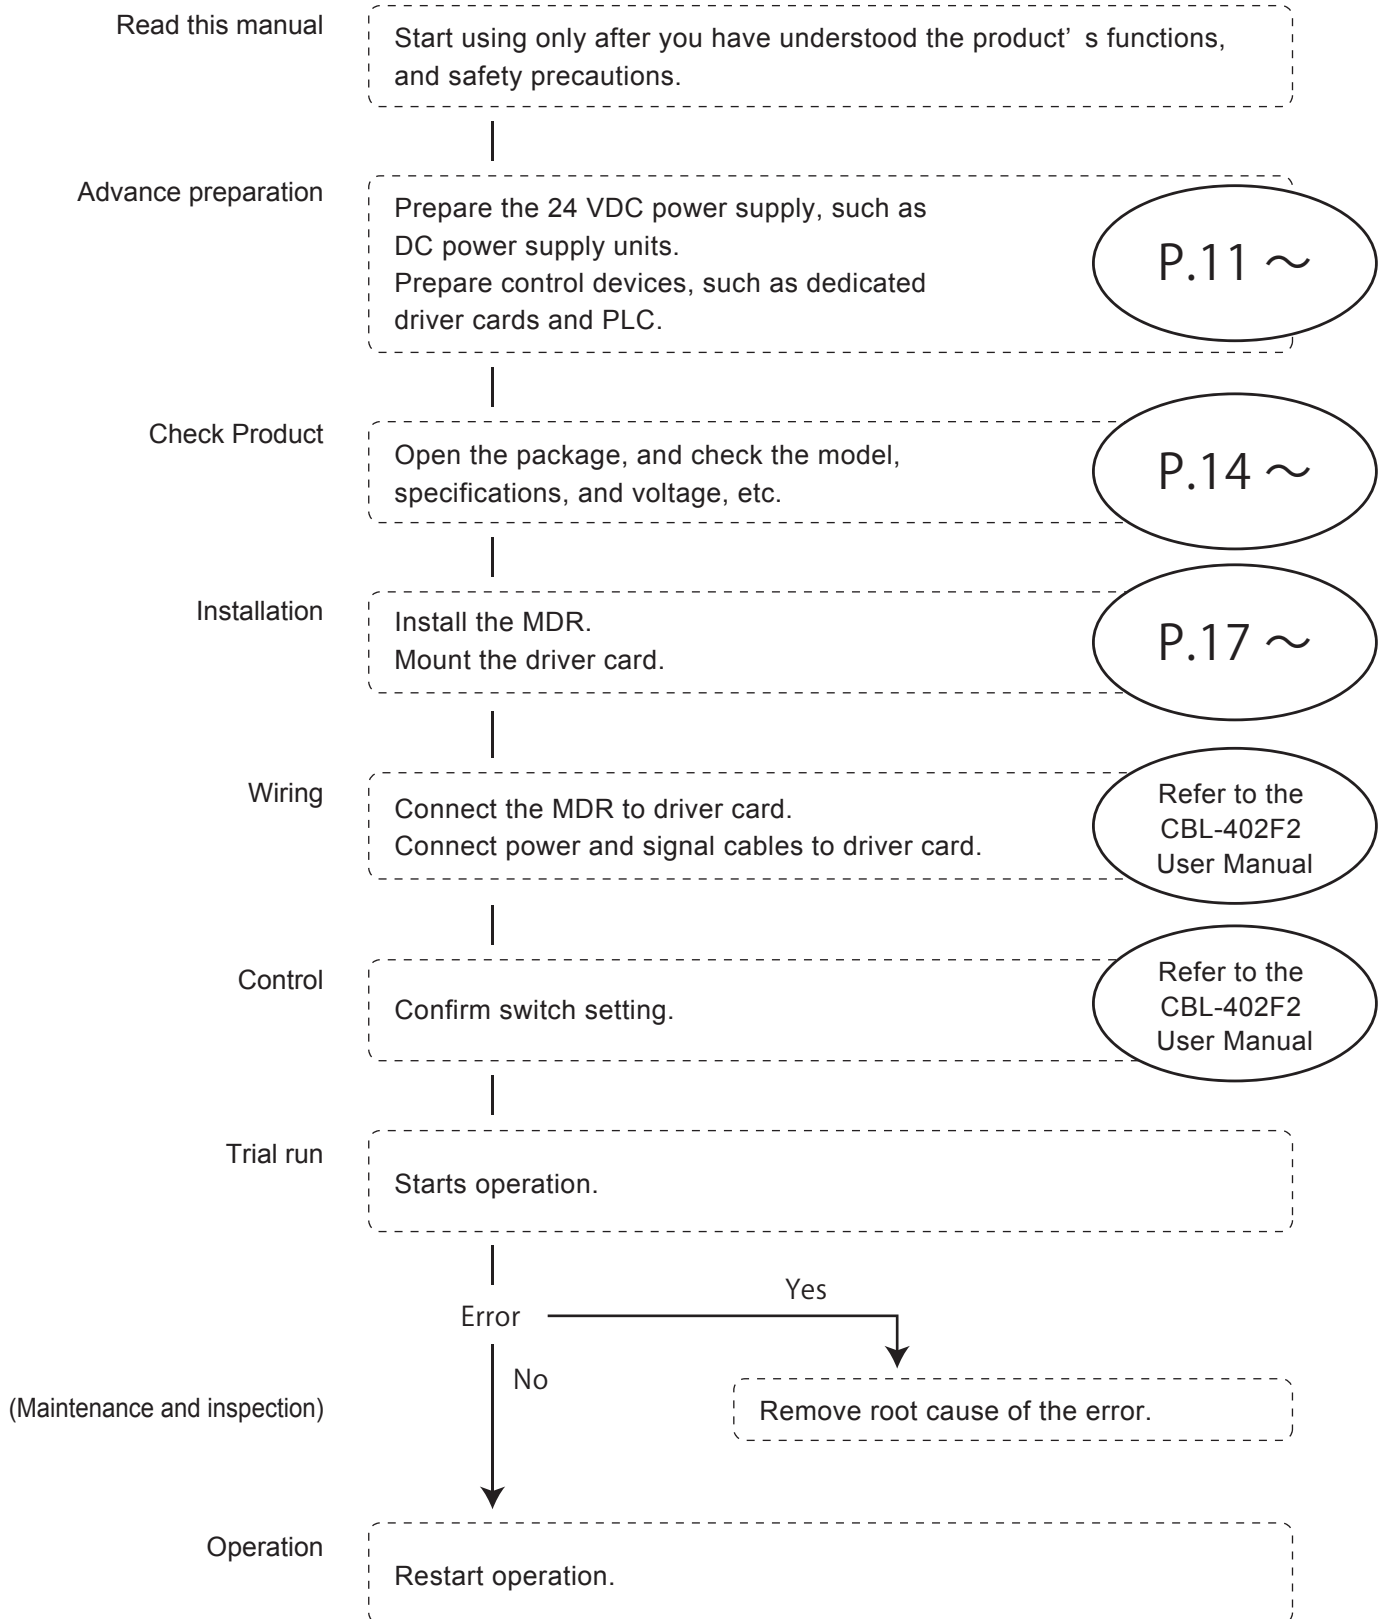 Read this manual
Start using only after you have understood the product’ s functions,
and safety precautions.
Advance preparation
Prepare the 24 VDC power supply, such as
DC power supply units.
Prepare control devices, such as dedicated
driver cards and PLC.
P.11 ～
Check Product
Open the package, and check the model,
specifications, and voltage, etc.
P.14 ～
Installation
Install the MDR.
Mount the driver card.
P.17 ～
Wiring
Connect the MDR to driver card.
Connect power and signal cables to driver card.
Refer to the
CBL-402F2
User Manual
Control
Confirm switch setting.
Refer to the
CBL-402F2
User Manual
Trial run
Starts operation.
Yes
Error
No
(Maintenance and inspection)
Remove root cause of the error.
Operation
Restart operation.